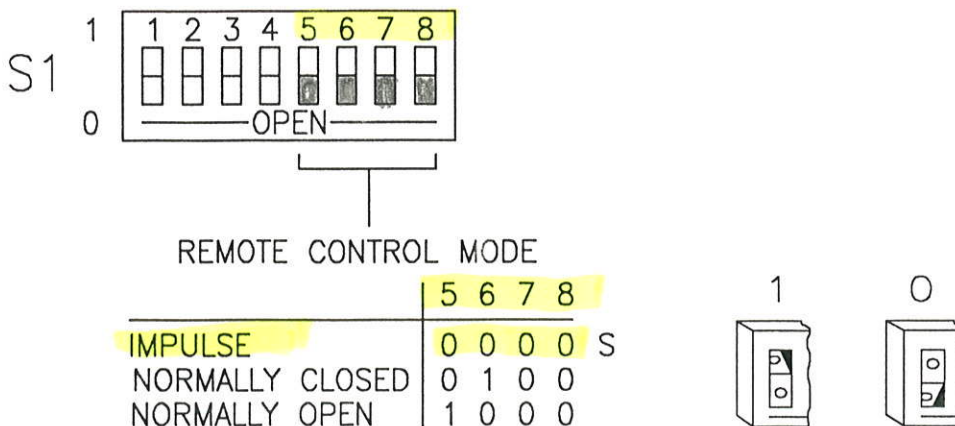 1 1 2 3 4 5 6 7 8
S1
0 OPEN
REMOTE CONTROL MODE
5 6 7 8
IMPULSE 0 0 0 0 S
NORMALLY CLOSED 0 1 0 0
NORMALLY OPEN 1 0 0 0
1 0